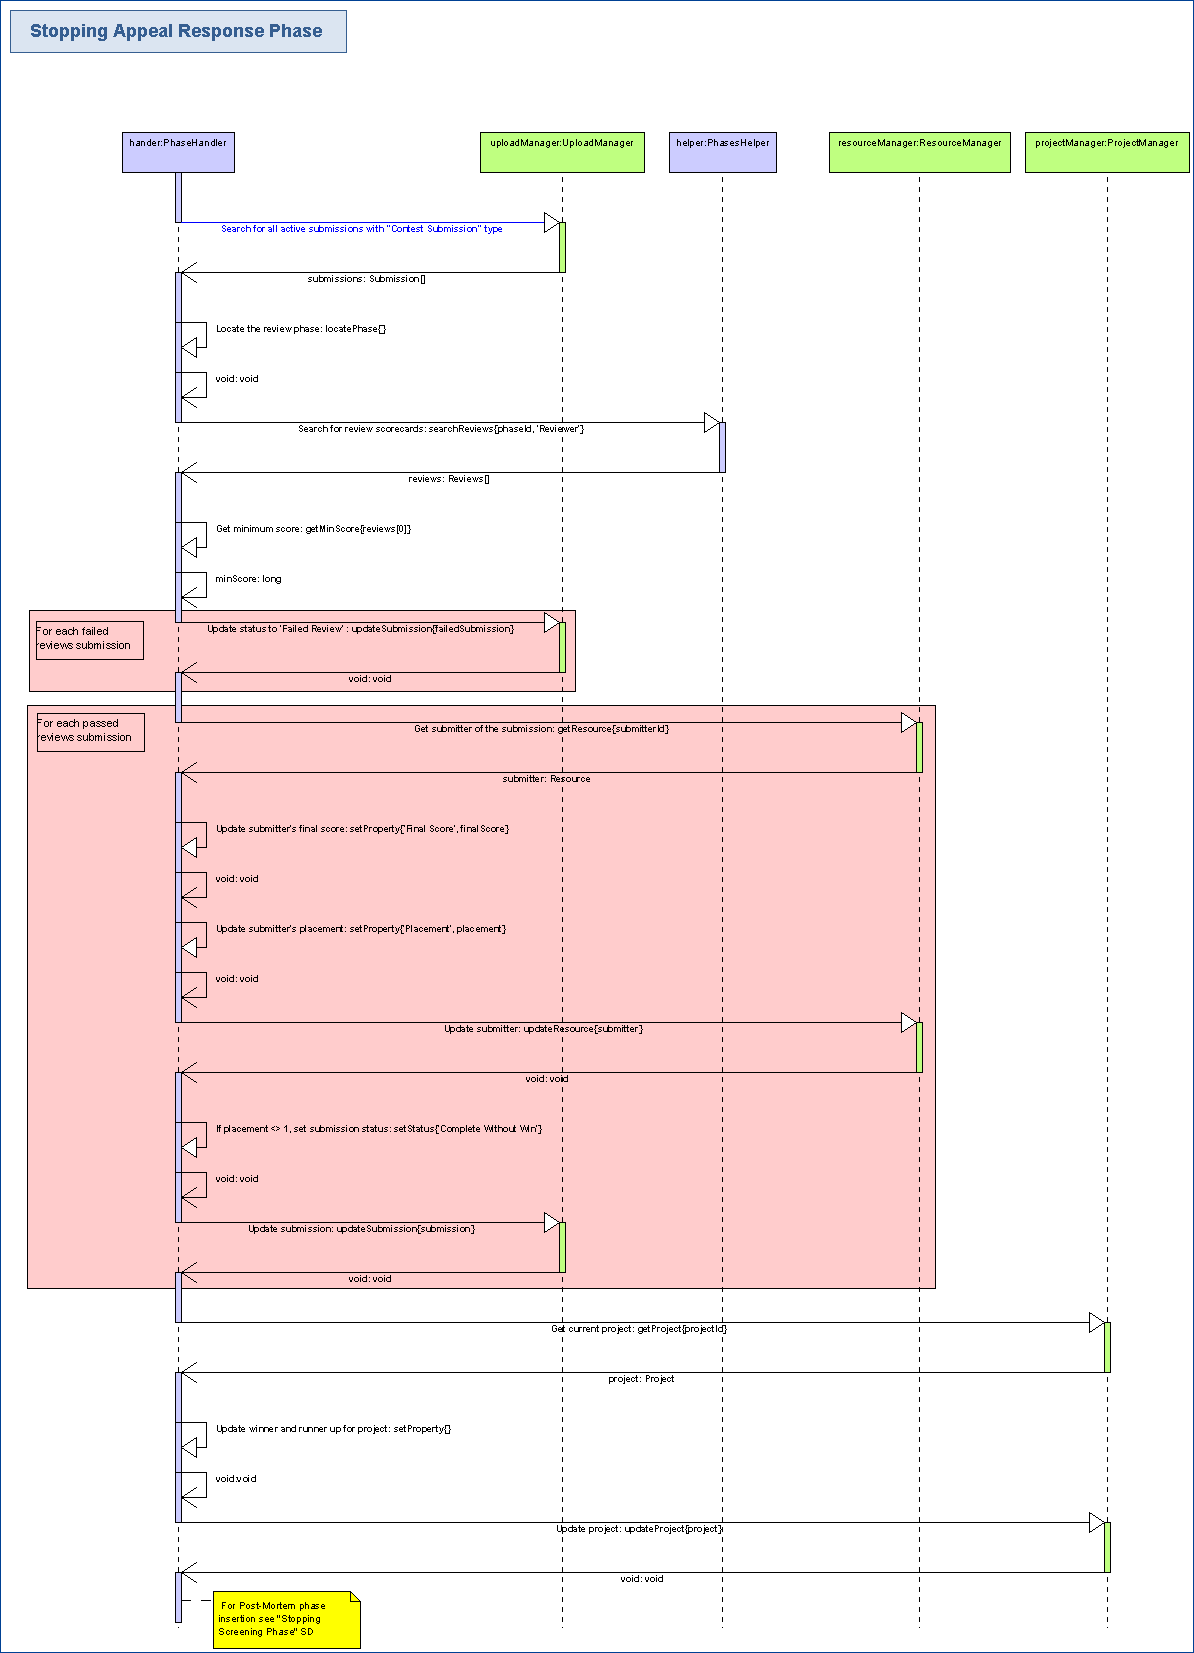 Stopping Appeal Response Phase
hander:PhaseHandler
uploadManager:UploadManager
helper:PhasesHelper
resourceManager:ResourceManager
projectManager:ProjectManager
Search for all active submissions with "Contest Submission" type
submissions: Submission[]
Locate the review phase: locatePhase{}
void: void
Search for review scorecards: searchReviews{phaseId, 'Reviewer'}
reviews: Reviews[]
Get minimum score: getMinScore{reviews[0]}
minScore: long
For each failed
reviews submission
Update status to 'Failed Review' : updateSubmission{failedSubmission}
void: void
For each passed
reviews submission
Get submitter of the submission: getResource{submitterId}
submitter: Resource
Update submitter's final score: setProperty{'Final Score', finalScore}
void: void
Update submitter's placement: setProperty{'Placement', placement}
void: void
Update submitter: updateResource{submitter}
void: void
If placement <> 1, set submission status: setStatus{'Complete Without Win'}
void: void
Update submission: updateSubmission{submission}
void: void
Get current project: getProject{projectId}
project: Project
Update winner and runner up for project: setProperty{}
void:void
Update project: updateProject{project}
void: void
For Post-Mortem phase
insertion see "Stopping
Screening Phase" SD